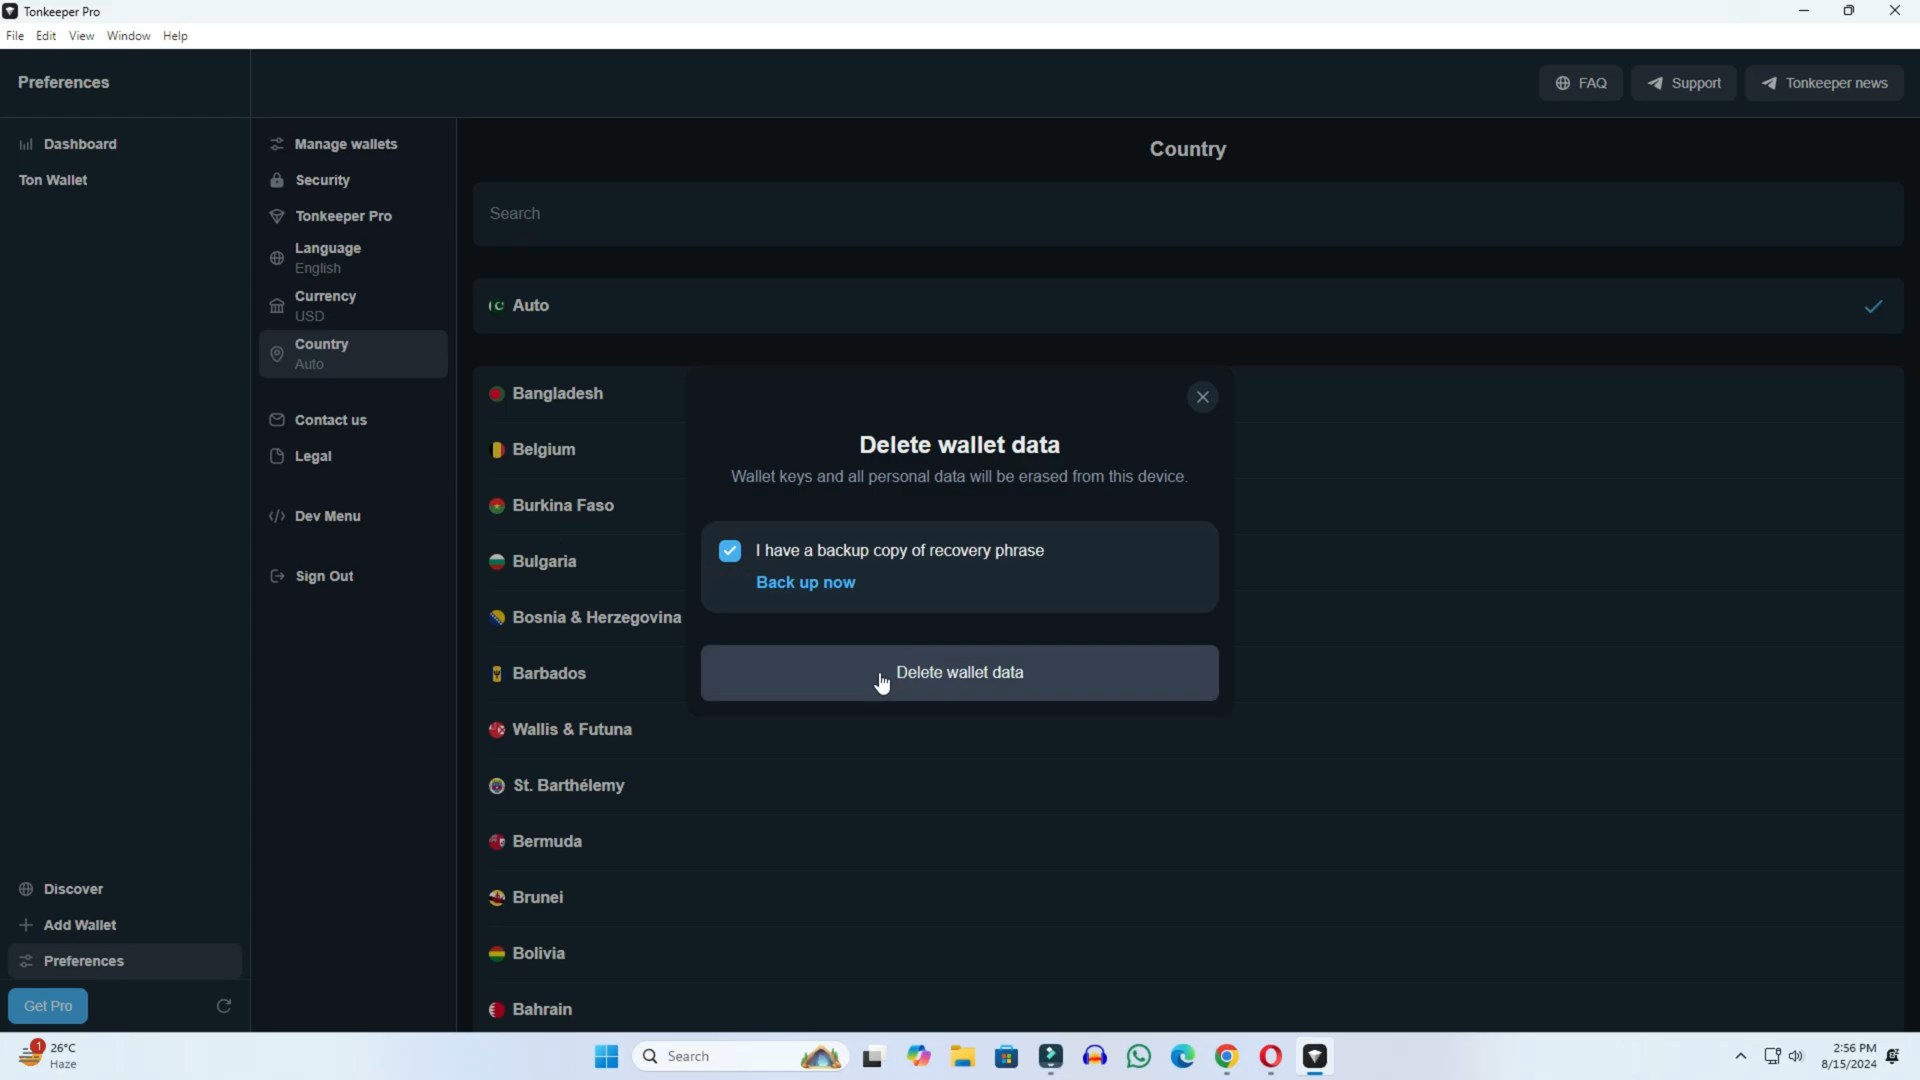 Tonkeeper Pro
File Edit View Window Help
Preferences
FAQ
Support
Tonkeeper news
Dashboard
Ton Wallet
Discover
Add Wallet
Preferences
Get Pro
Manage wallets
Security
Tonkeeper Pro
Language
English
Currency
USD
Country
Auto
Contact us
Legal
Dev Menu
Sign Out
Country
Search
Auto
Bangladesh
Belgium
Burkina Faso
Bulgaria
Bosnia & Herzegovina
Barbados
Wallis & Futuna
St. Barthélemy
Bermuda
Brunei
Bolivia
Bahrain
Delete wallet data
Wallet keys and all personal data will be erased from this device.
I have a backup copy of recovery phrase
Back up now
Delete wallet data
1
26°C
Haze
Search
2:56 PM
8/15/2024